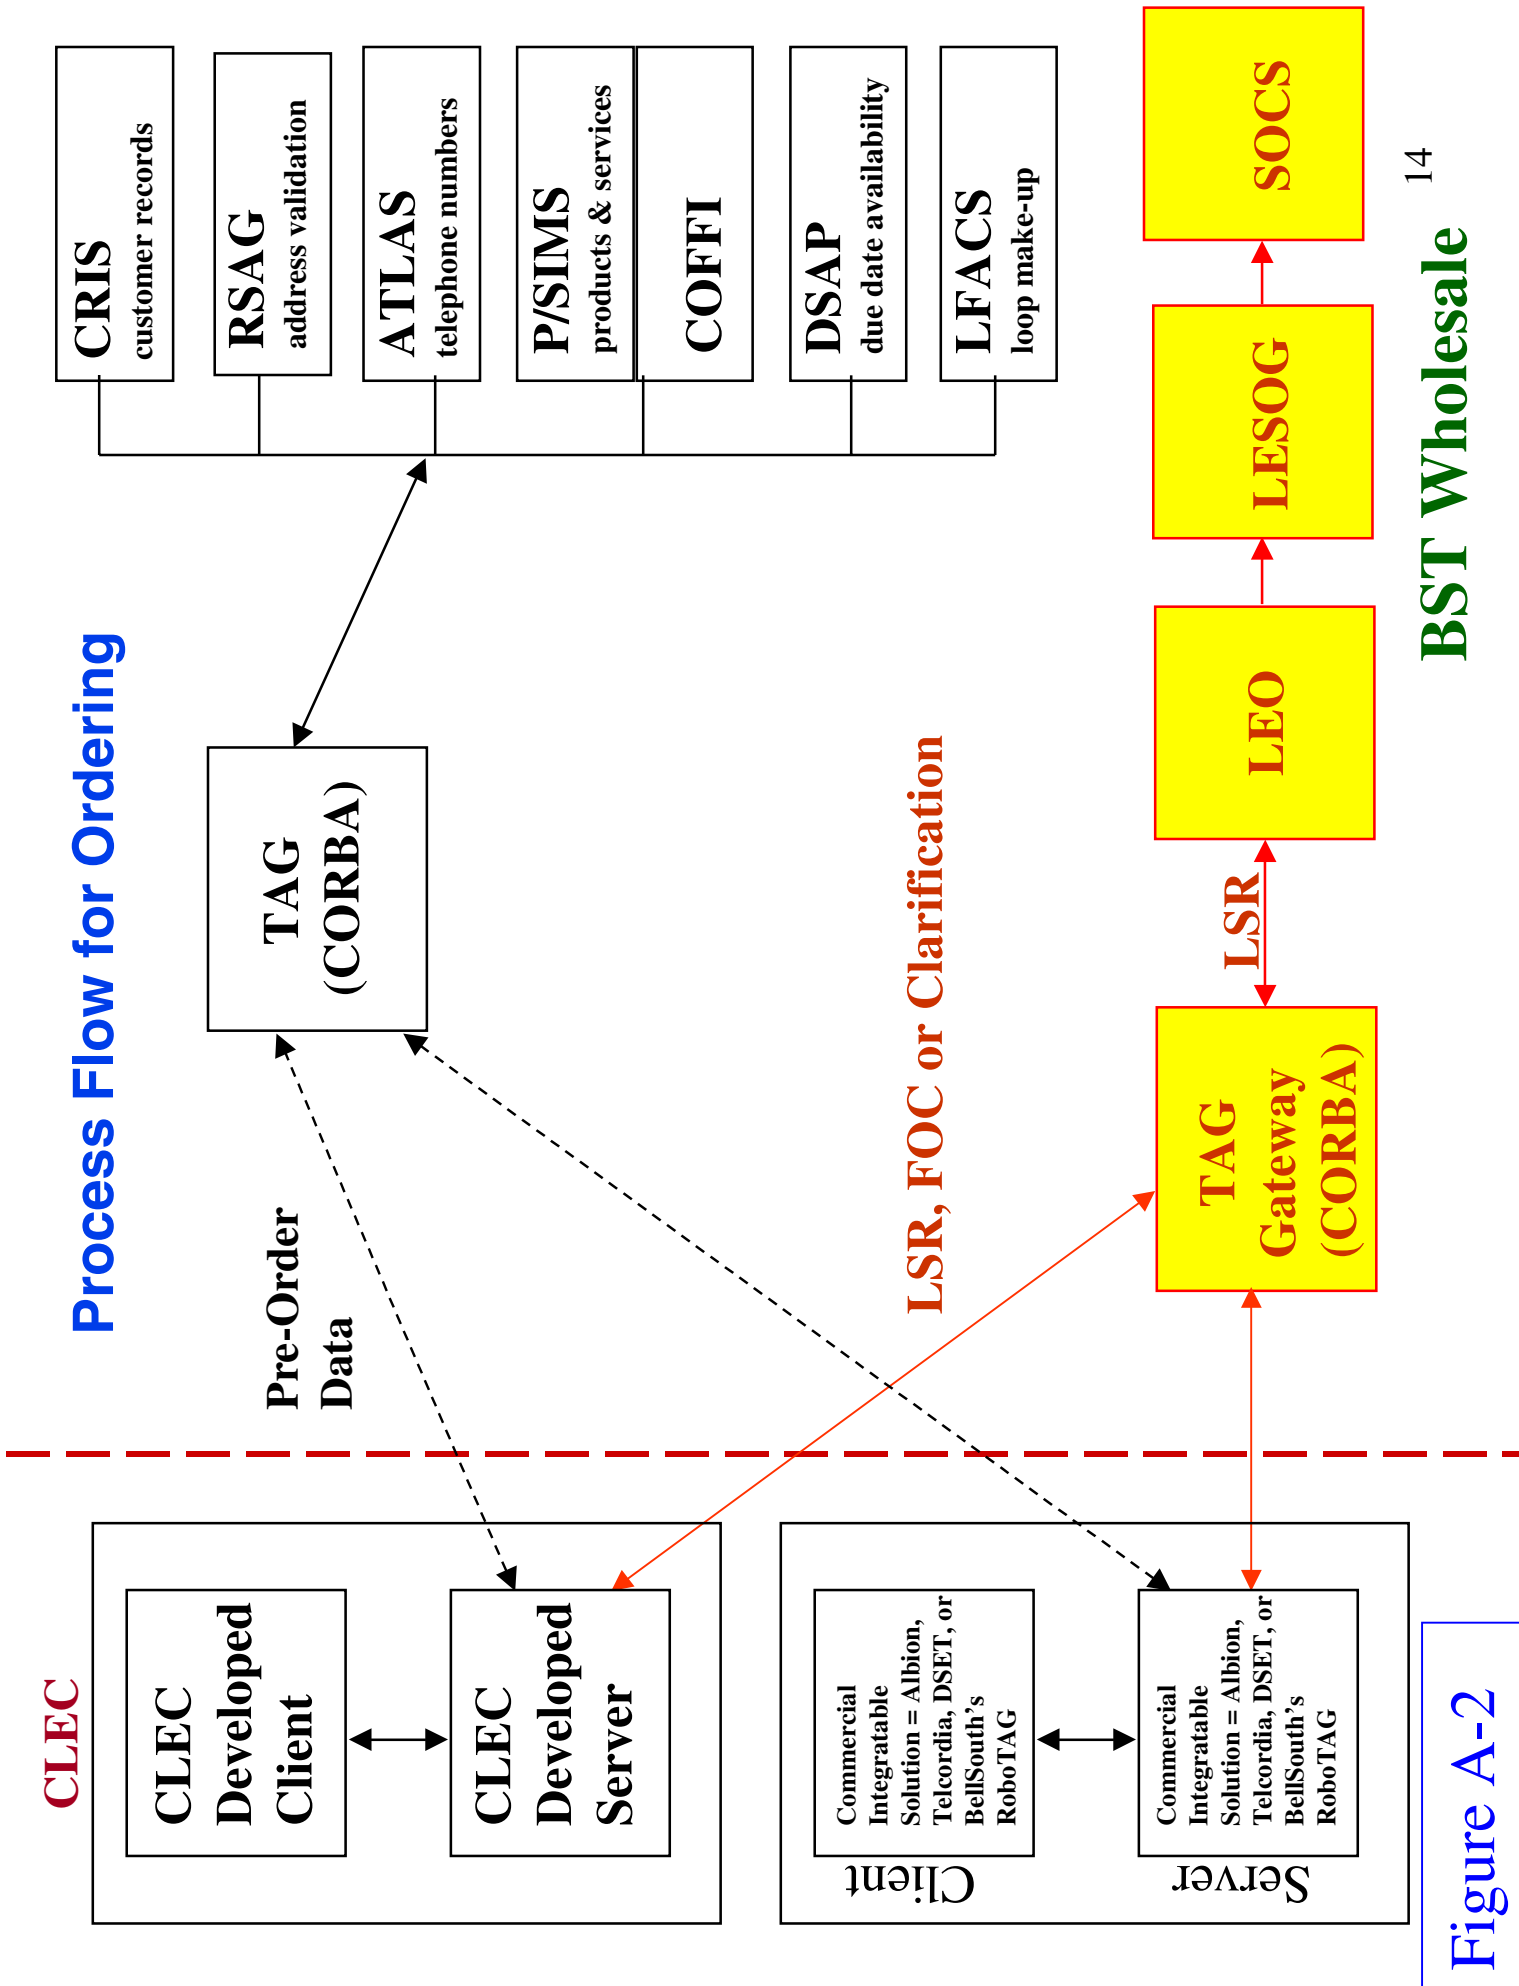 Process Flow for Ordering
CLEC
CLEC
Developed
Client
CLEC
Developed
Server
Pre-Order
Data
TAG
(CORBA)
CRIS
customer records
RSAG
address validation
ATLAS
telephone numbers
P/SIMS
products & services
COFFI
DSAP
due date availability
LFACS
loop make-up
Client
Commercial
Integratable
Solution = Albion,
Telcordia, DSET, or
BellSouth's
RoboTAG
Server
Commercial
Integratable
Solution = Albion,
Telcordia, DSET, or
BellSouth's
RoboTAG
LSR, FOC or Clarification
TAG
Gateway
(CORBA)
LSR
LEO
LESOG
SOCS
14
BST Wholesale
Figure A-2